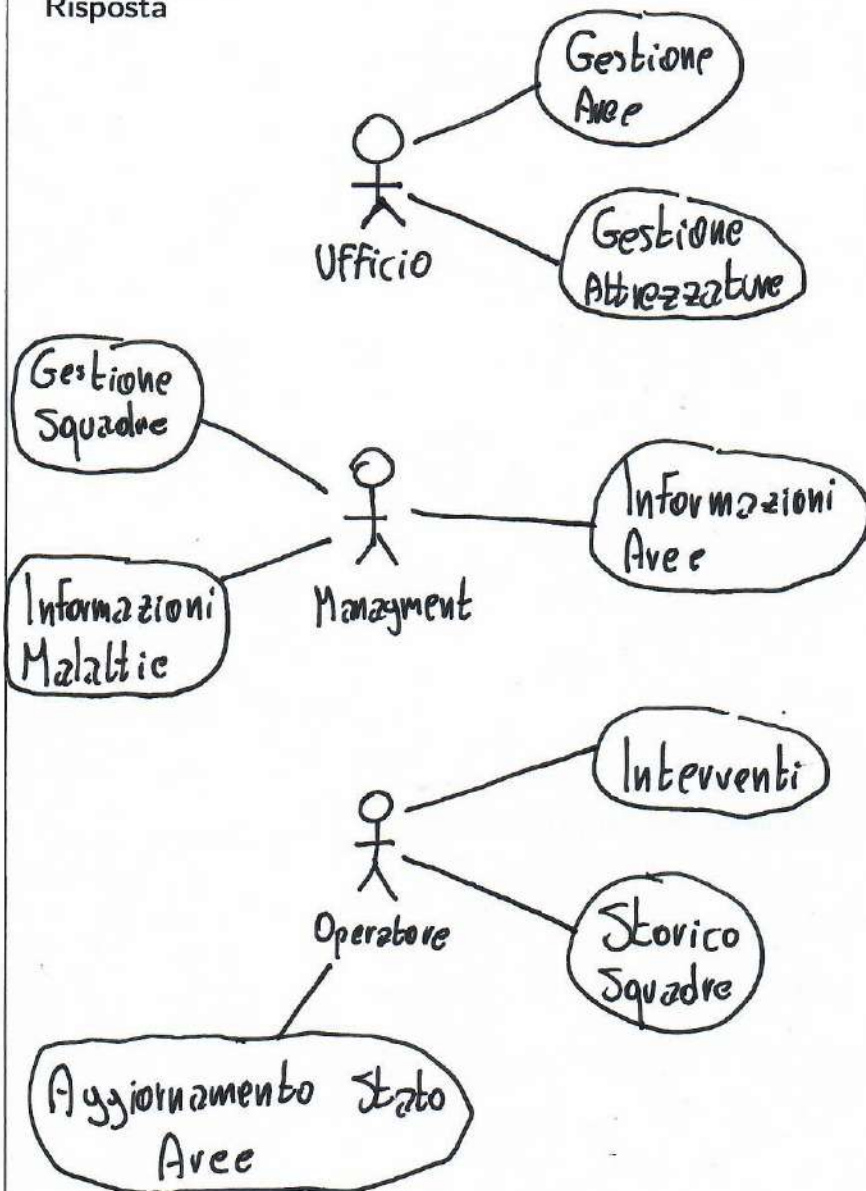 Risposta
Gestione
Aree
Ufficio
Gestione
Attrezzature
Gestione
Squadre
Informazioni
Aree
Managment
Informazioni
Malattie
Interventi
Operatore
Storico
Squadre
Aggiornamento Stato
Aree